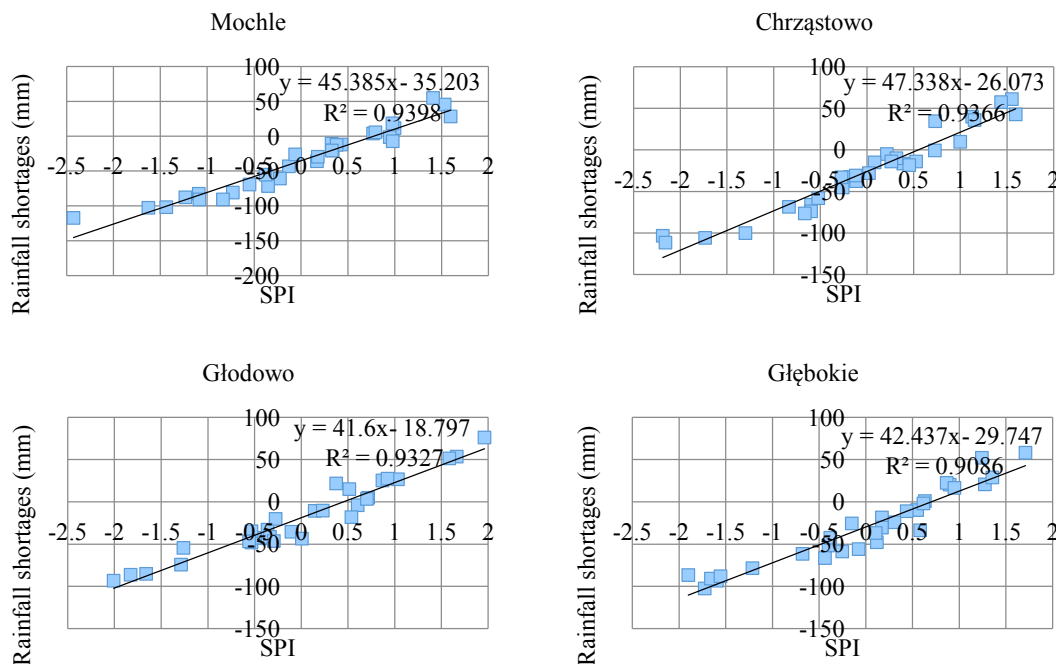 Mochle
Rainfall shortages (mm)
100
50
0
-50
-100
-150
-200
-2.5 -2 -1.5 -1 -0.5 0 0.5 1 1.5 2
y = 45.385x - 35.203
R² = 0.9398
SPI
Chrząstowo
Rainfall shortages (mm)
100
50
0
-50
-100
-150
-2.5 -2 -1.5 -1 -0.5 0 0.5 1 1.5 2
y = 47.338x - 26.073
R² = 0.9366
SPI
Głodowo
Rainfall shortages (mm)
100
50
0
-50
-100
-150
-2.5 -2 -1.5 -1 -0.5 0 0.5 1 1.5 2
y = 41.6x - 18.797
R² = 0.9327
SPI
Głębokie
Rainfall shortages (mm)
100
50
0
-50
-100
-150
-2.5 -2 -1.5 -1 -0.5 0 0.5 1 1.5 2
y = 42.437x - 29.747
R² = 0.9086
SPI